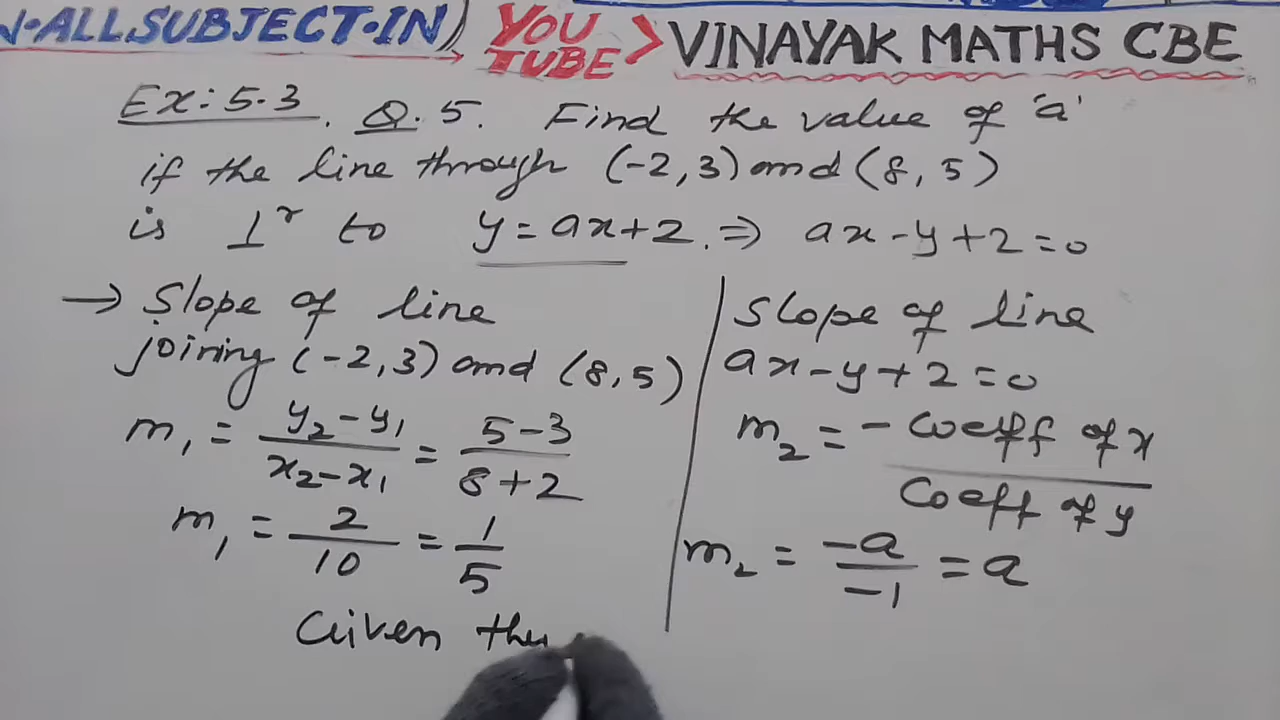 N·ALLSUBJECT·IN) YOU TUBE > VINAYAK MATHS CBE
Ex: 5.3. Q. 5. Find the value of 'a'
if the line through (-2, 3) and (8, 5)
is ⊥r to y = ax + 2. ⇒ ax - y + 2 = 0
→ Slope of line
joining (-2, 3) and (8, 5)
m₁ = y₂ - y₁ / x₂ - x₁ = 5 - 3 / 8 + 2
m₁ = 2 / 10 = 1 / 5
Slope of line
ax - y + 2 = 0
m₂ = - Coeff of x / Coeff of y
m₂ = -a / -1 = a
Given